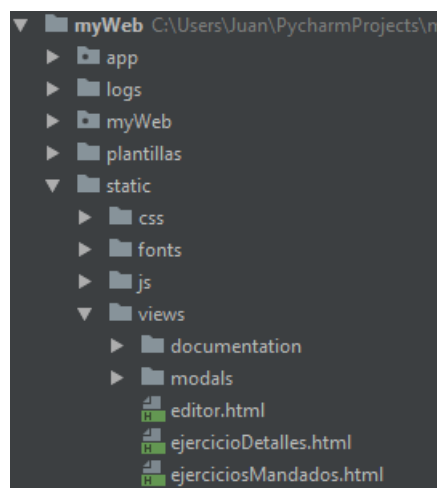 myWeb C:\Users\Juan\PycharmProjects\
app
logs
myWeb
plantillas
static
css
fonts
js
views
documentation
modals
H editor.html
H ejercicioDetalles.html
H ejerciciosMandados.html